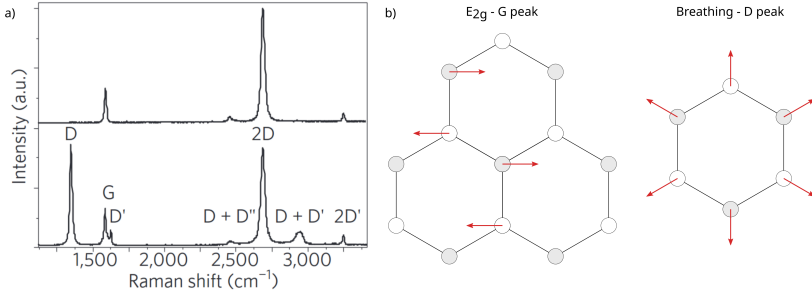 a)
Intensity (a.u.)
D
G
D'
D + D"
2D
D + D'
2D'
1,500 2,000 2,500 3,000
Raman shift (cm⁻¹)
b)
E₂g - G peak
Breathing - D peak